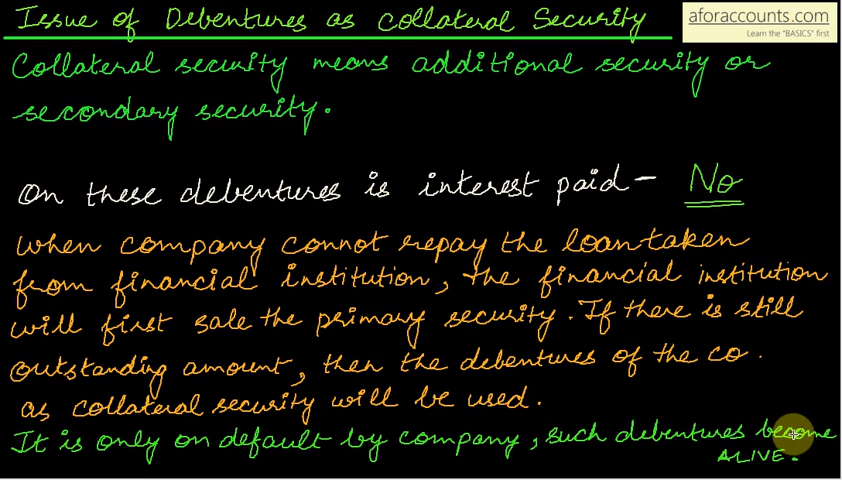 Issue of Debentures as Collateral Security
aforaccounts.com
Learn the "BASICS" first
Collateral security means additional security or
secondary security.
On these debentures is interest paid - No
When company cannot repay the loan taken
from financial institution, the financial institution
will first sale the primary security. If there is still
outstanding amount, then the debentures of the co.
as collateral security will be used.
It is only on default by company, such debentures become
ALIVE.